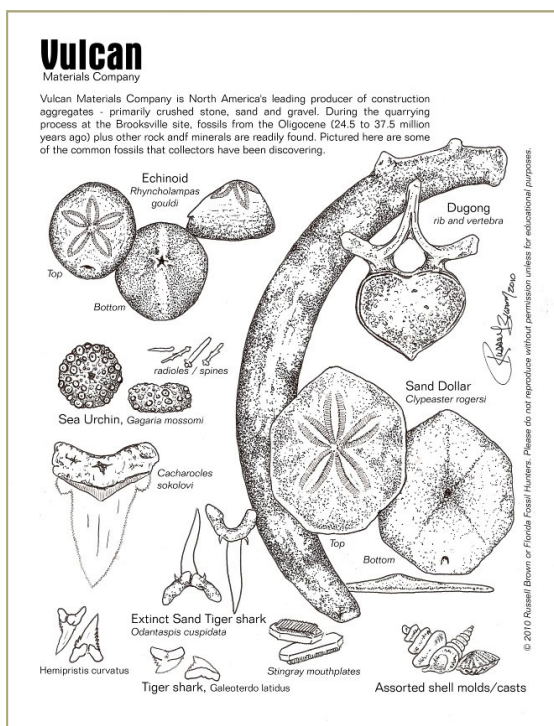 Vulcan
Materials Company
Vulcan Materials Company is North America's leading producer of construction
aggregates - primarily crushed stone, sand and gravel. During the quarrying
process at the Brooksville site, fossils from the Oligocene (24.5 to 37.5 million
years ago) plus other rock andf minerals are readily found. Pictured here are some
of the common fossils that collectors have been discovering.
Echinoid
Rhyncholampas
gouldi
Top
Bottom
Dugong
rib and vertebra
radioles / spines
Sea Urchin, Gagaria mossomi
Sand Dollar
Clypeaster rogersi
Cacharocles
sokolovi
Top
Bottom
Extinct Sand Tiger shark
Odantaspis cuspidata
Hemipristis curvatus
Tiger shark, Galeoterdo latidus
Stingray mouthplates
Assorted shell molds/casts
Russell Brown 2010
© 2010 Russell Brown or Florida Fossil Hunters. Please do not reproduce without permission unless for educational purposes.